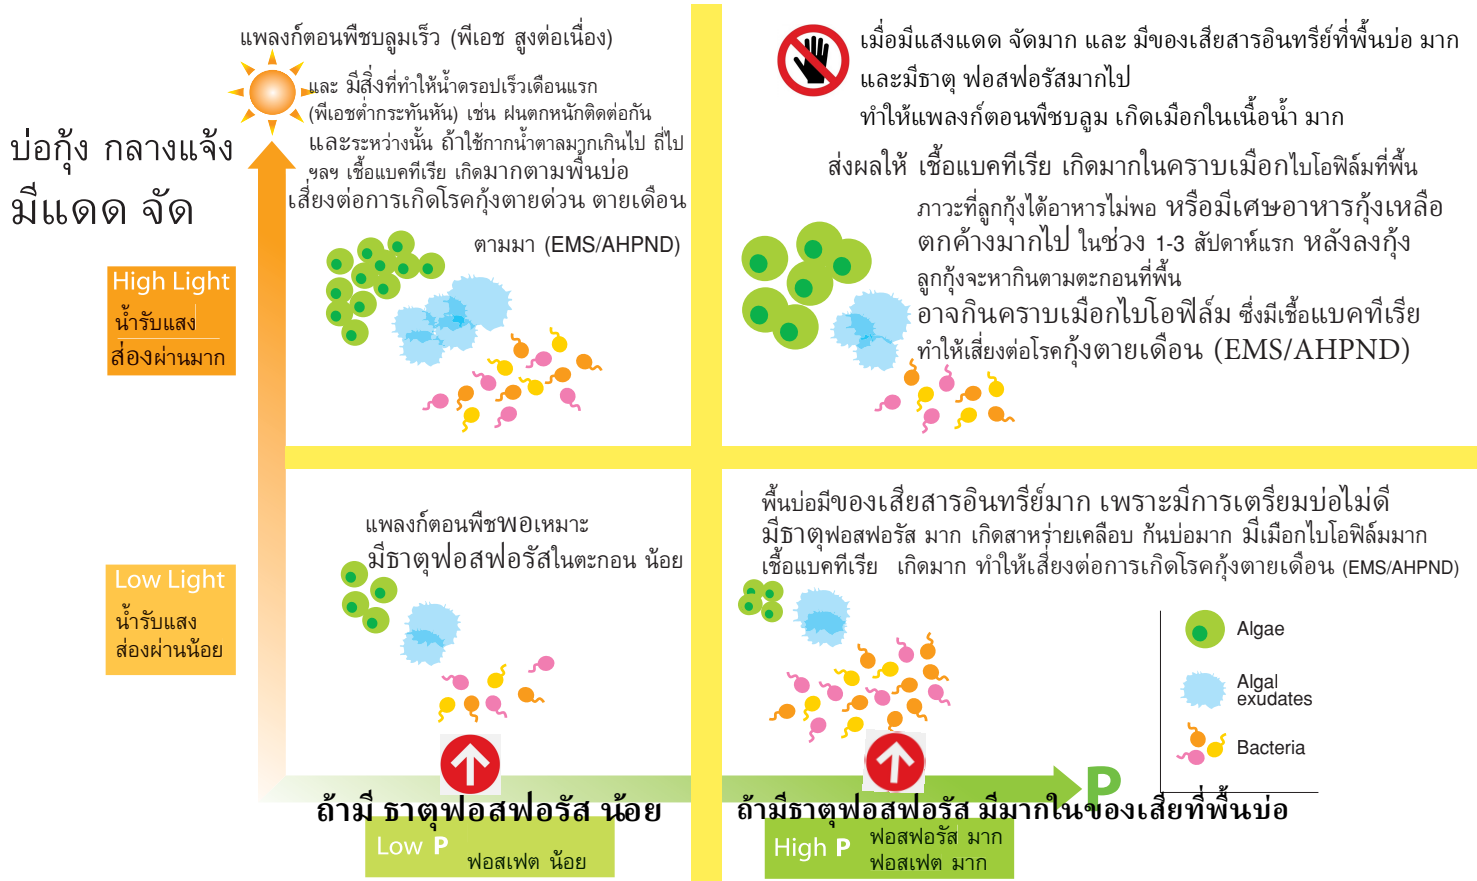 แพลงก์ตอนพืชบลูมเร็ว (พีเอช สูงต่อเนื่อง)
และ มีสิ่งที่ทำให้น้ำดรอปเร็วเดือนแรก
(พีเอชต่ำกระทันหัน) เช่น ฝนตกหนักติดต่อกัน
และระหว่างนั้น ถ้าใช้กากน้ำตาลมากเกินไป ถี่ไป
ฯลฯ เชื้อแบคทีเรีย เกิดมากตามพื้นบ่อ
เสี่ยงต่อการเกิดโรคกุ้งตายด่วน ตายเดือน
ตามมา (EMS/AHPND)
บ่อกุ้ง กลางแจ้ง
มีแดด จัด
High Light
น้ำรับแสง
ส่องผ่านมาก
เมื่อมีแสงแดด จัดมาก และ มีของเสียสารอินทรีย์ที่พื้นบ่อ มาก
และมีธาตุ ฟอสฟอรัสมากไป
ทำให้แพลงก์ตอนพืชบลูม เกิดเมือกในเนื้อน้ำ มาก
ส่งผลให้ เชื้อแบคทีเรีย เกิดมากในคราบเมือกไบโอฟิล์มที่พื้น
ภาวะที่ลูกกุ้งได้อาหารไม่พอ หรือมีเศษอาหารกุ้งเหลือ
ตกค้างมากไป ในช่วง 1-3 สัปดาห์แรก หลังลงกุ้ง
ลูกกุ้งจะหากินตามตะกอนที่พื้น
อาจกินคราบเมือกไบโอฟิล์ม ซึ่งมีเชื้อแบคทีเรีย
ทำให้เสี่ยงต่อโรคกุ้งตายเดือน (EMS/AHPND)
แพลงก์ตอนพืชพอเหมาะ
มีธาตุฟอสฟอรัสในตะกอน น้อย
Low Light
น้ำรับแสง
ส่องผ่านน้อย
พื้นบ่อมีของเสียสารอินทรีย์มาก เพราะมีการเตรียมบ่อไม่ดี
มีธาตุฟอสฟอรัส มาก เกิดสาหร่ายเคลือบ ก้นบ่อมาก มีเมือกไบโอฟิล์มมาก
เชื้อแบคทีเรีย เกิดมาก ทำให้เสี่ยงต่อการเกิดโรคกุ้งตายเดือน (EMS/AHPND)
Algae
Algal
exudates
Bacteria
P
ถ้ามี ธาตุฟอสฟอรัส น้อย
ถ้ามีธาตุฟอสฟอรัส มีมากในของเสียที่พื้นบ่อ
Low P
ฟอสเฟต น้อย
High P
ฟอสฟอรัส มาก
ฟอสเฟต มาก